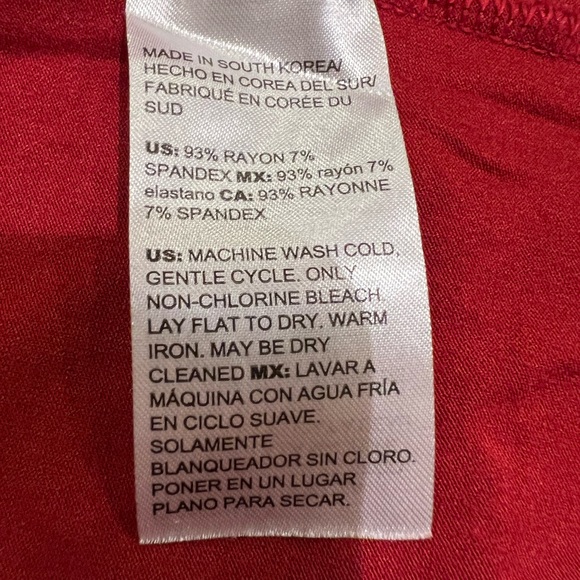 MADE IN SOUTH KOREA/
HECHO EN COREA DEL SUR/
FABRIQUÉ EN CORÉE DU
SUD
US: 93% RAYON 7%
SPANDEX MX: 93% rayón 7%
elastano CA: 93% RAYONNE
7% SPANDEX
US: MACHINE WASH COLD,
GENTLE CYCLE. ONLY
NON-CHLORINE BLEACH
LAY FLAT TO DRY. WARM
IRON. MAY BE DRY
CLEANED MX: LAVAR A
MÁQUINA CON AGUA FRÍA
EN CICLO SUAVE.
SOLAMENTE
BLANQUEADOR SIN CLORO.
PONER EN UN LUGAR
PLANO PARA SECAR.